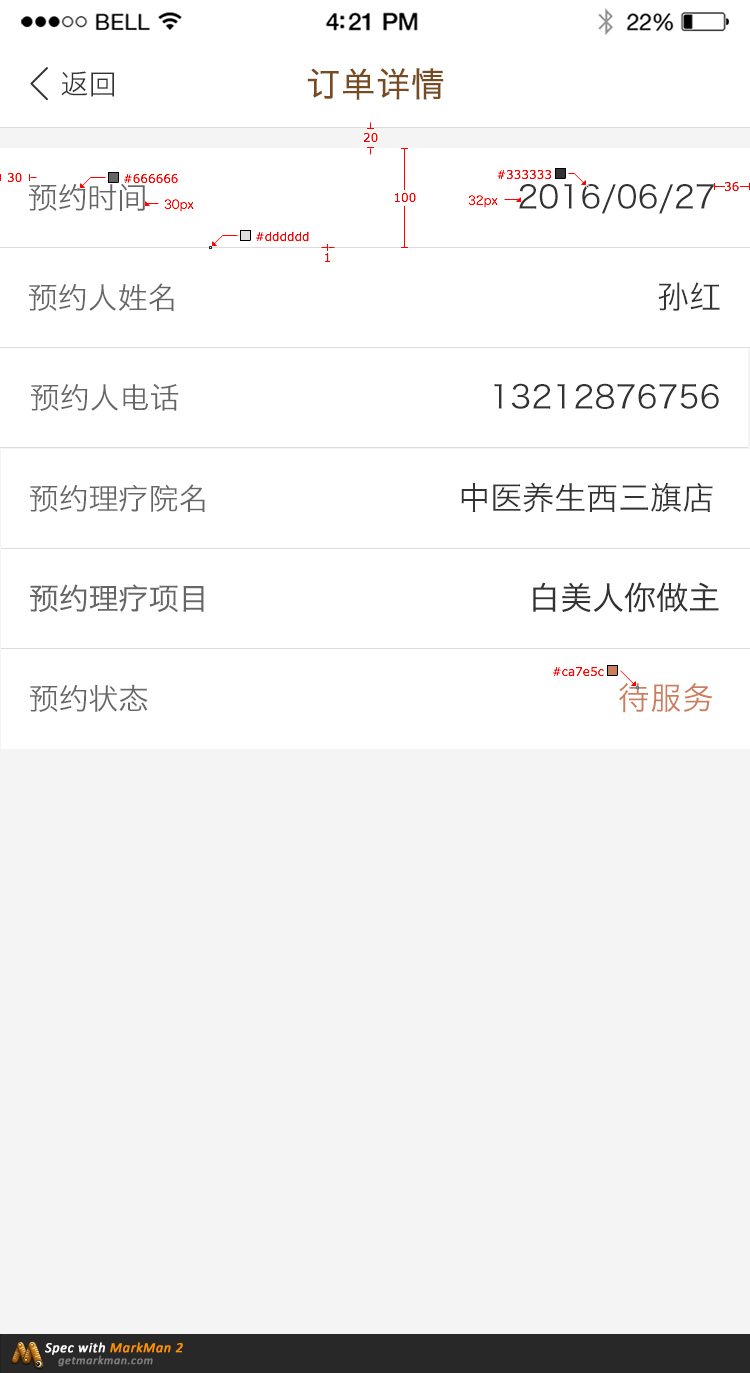 BELL 4:21 PM 22%
返回 订单详情
20
30 #666666 #333333 36
预约时间 30px 100 32px 2016/06/27
#dddddd 1
预约人姓名 孙红
预约人电话 13212876756
预约理疗院名 中医养生西三旗店
预约理疗项目 白美人你做主
#ca7e5c
预约状态 待服务
Spec with MarkMan 2
getmarkman.com